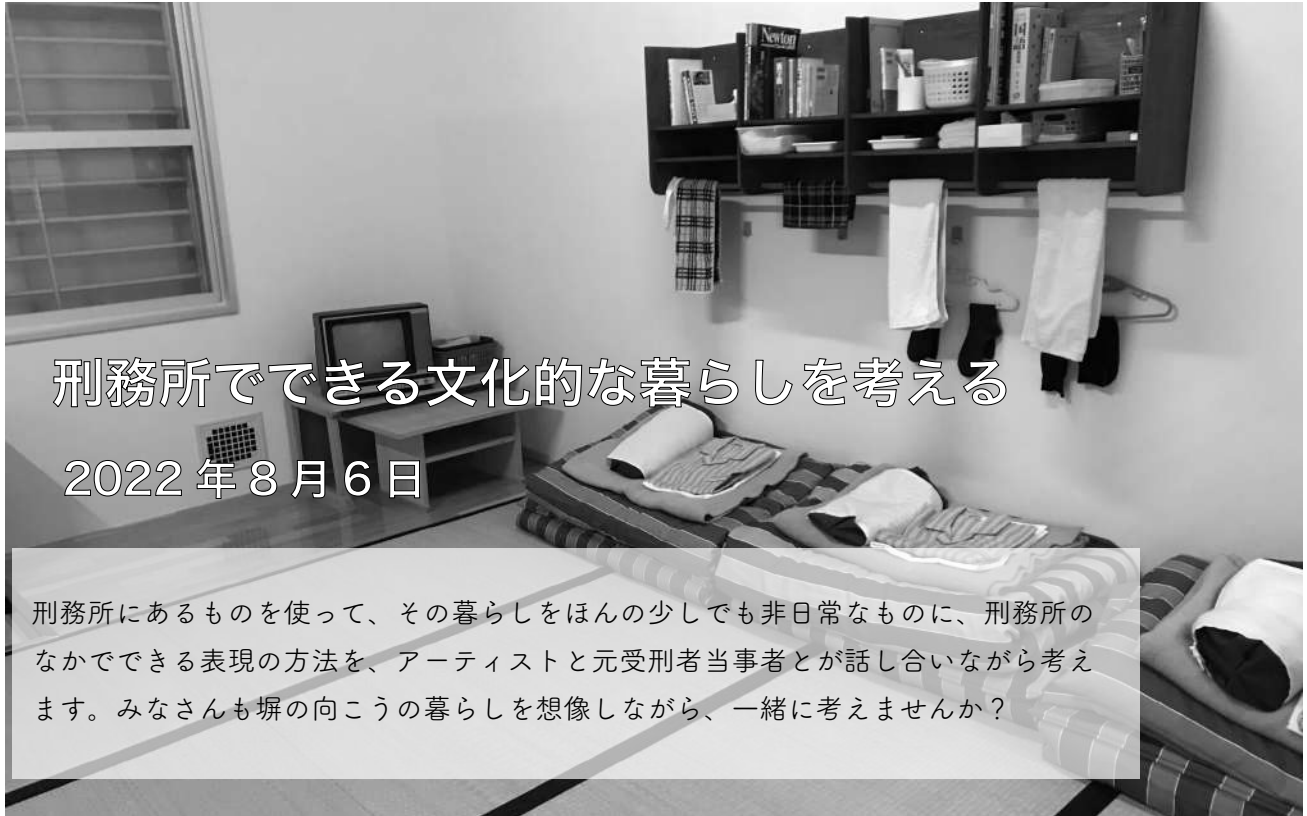 Newton
刑務所でできる文化的な暮らしを考える
2022年8月6日
刑務所にあるものを使って、その暮らしをほんの少しでも非日常なものに、刑務所の
なかでできる表現の方法を、アーティストと元受刑者当事者とが話し合いながら考え
ます。みなさんも塀の向こうの暮らしを想像しながら、一緒に考えませんか？